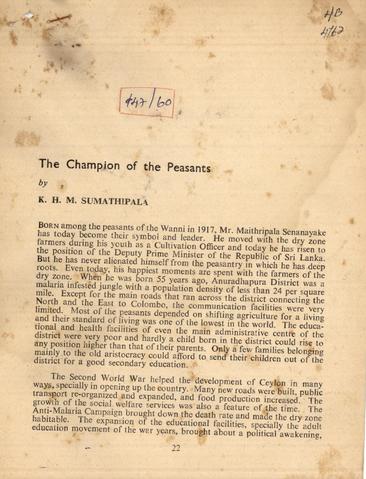 4B
4/67
447/60
The Champion of the Peasants
by
K. H. M. SUMATHIPALA
BORN among the peasants of the Wanni in 1917, Mr. Maithripala Senanayake
has today become their symbol and leader. He moved with the dry zone
farmers during his youth as a Cultivation Officer and today he has risen to
the position of the Deputy Prime Minister of the Republic of Sri Lanka.
But he has never alienated himself from the peasantry in which he has deep
roots. Even today, his happiest moments are spent with the farmers of the
dry zone. When he was born 55 years ago, Anuradhapura District was a
malaria infested jungle with a population density of less than 24 per square
mile. Except for the main roads that ran across the district connecting the
North and the East to Colombo, the communication facilities were very
limited. Most of the peasants depended on shifting agriculture for a living
and their standard of living was one of the lowest in the world. The educa-
tional and health facilities of even the main administrative centre of the
district were very poor and hardly a child born in the district could rise to
any position higher than that of their parents. Only a few families belonging
mainly to the old aristocracy could afford to send their children out of the
district for a good secondary education.
The Second World War helped the development of Ceylon in many
ways, specially in opening up the country. Many new roads were built, public
transport re-organized and expanded, and food production increased. The
growth of the social welfare services was also a feature of the time. The
Anti-Malaria Campaign brought down the death rate and made the dry zone
habitable. The expansion of the educational facilities, specially the adult
education movement of the war years, brought about a political awakening,
22